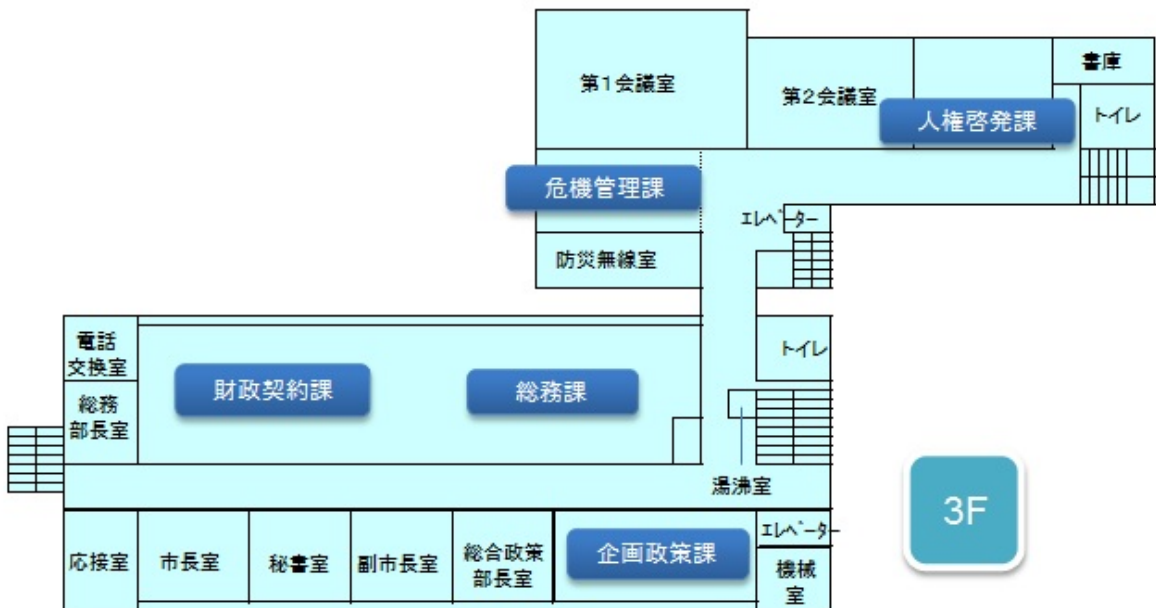 第1会議室
第2会議室
書庫
人権啓発課
トイレ
危機管理課
エレベーター
防災無線室
電話
交換室
総務
部長室
財政契約課
総務課
トイレ
湯沸室
3F
応接室
市長室
秘書室
副市長室
総合政策
部長室
企画政策課
エレベーター
機械
室